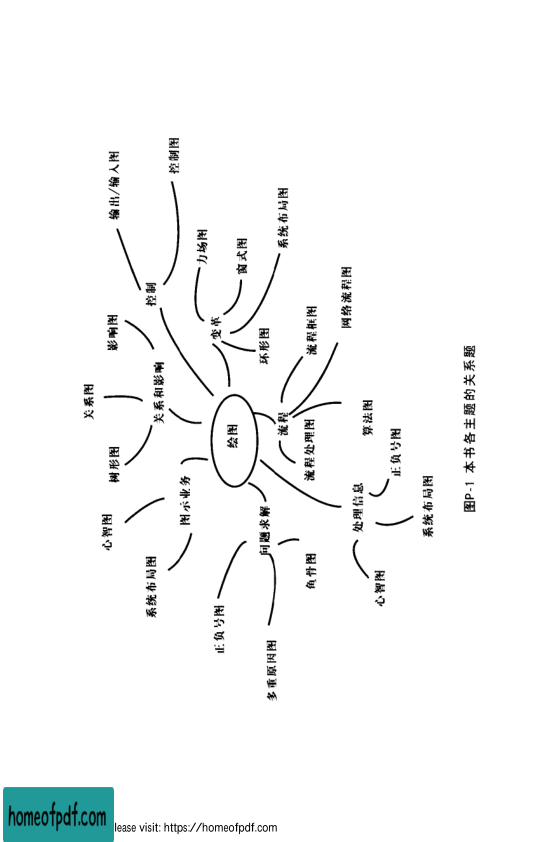 绘图
控制
输出/输入图
控制图
变革
力场图
窗式图
系统布局图
环形图
流程
流程框图
网络流程图
算法图
流程处理图
处理信息
正负号图
系统布局图
心智图
问题求解
鱼骨图
多重原因图
正负号图
图示业务
系统布局图
心智图
关系和影响
树形图
关系图
影响图
图P-1 本书各主题的关系题
homeofpdf.com
lease visit: https://homeofpdf.com